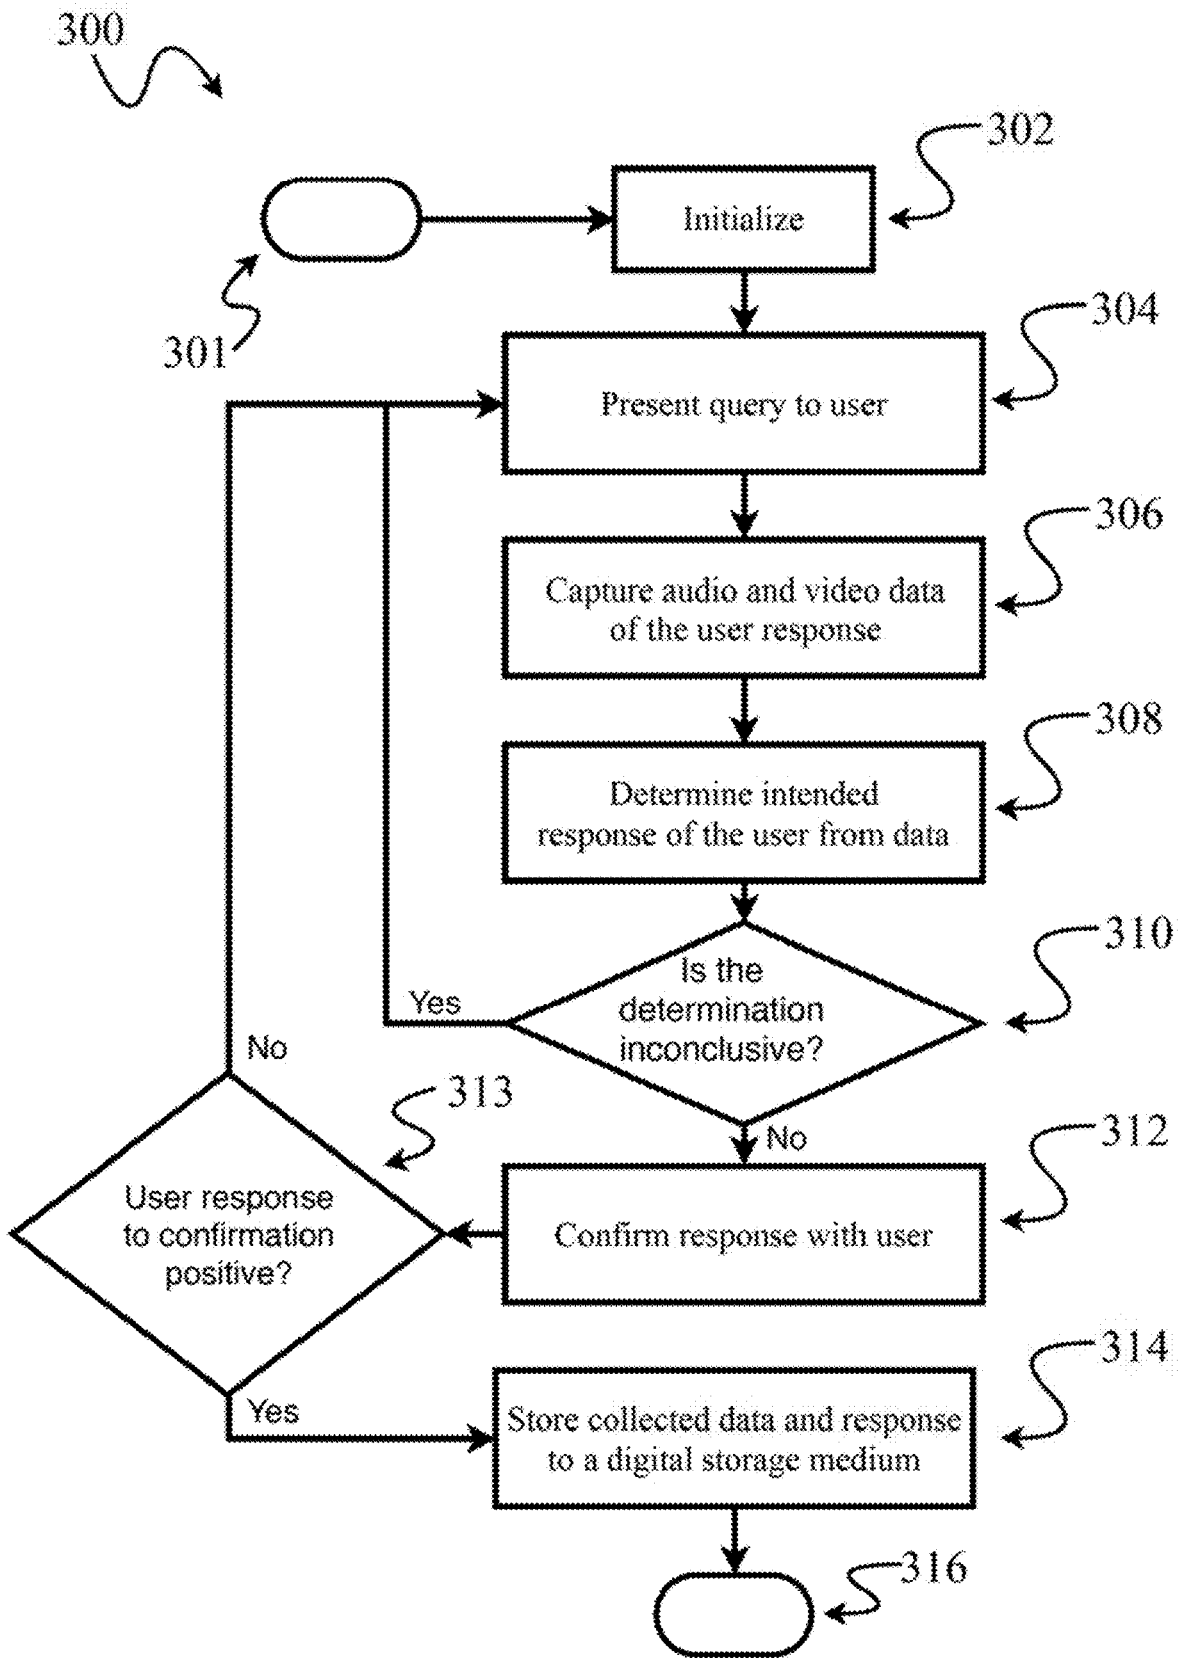 300
302
Initialize
301
304
Present query to user
306
Capture audio and video data
of the user response
308
Determine intended
response of the user from data
310
Is the
determination
inconclusive?
Yes
No
No
313
312
User response
to confirmation
positive?
Confirm response with user
314
Yes
Store collected data and response
to a digital storage medium
316